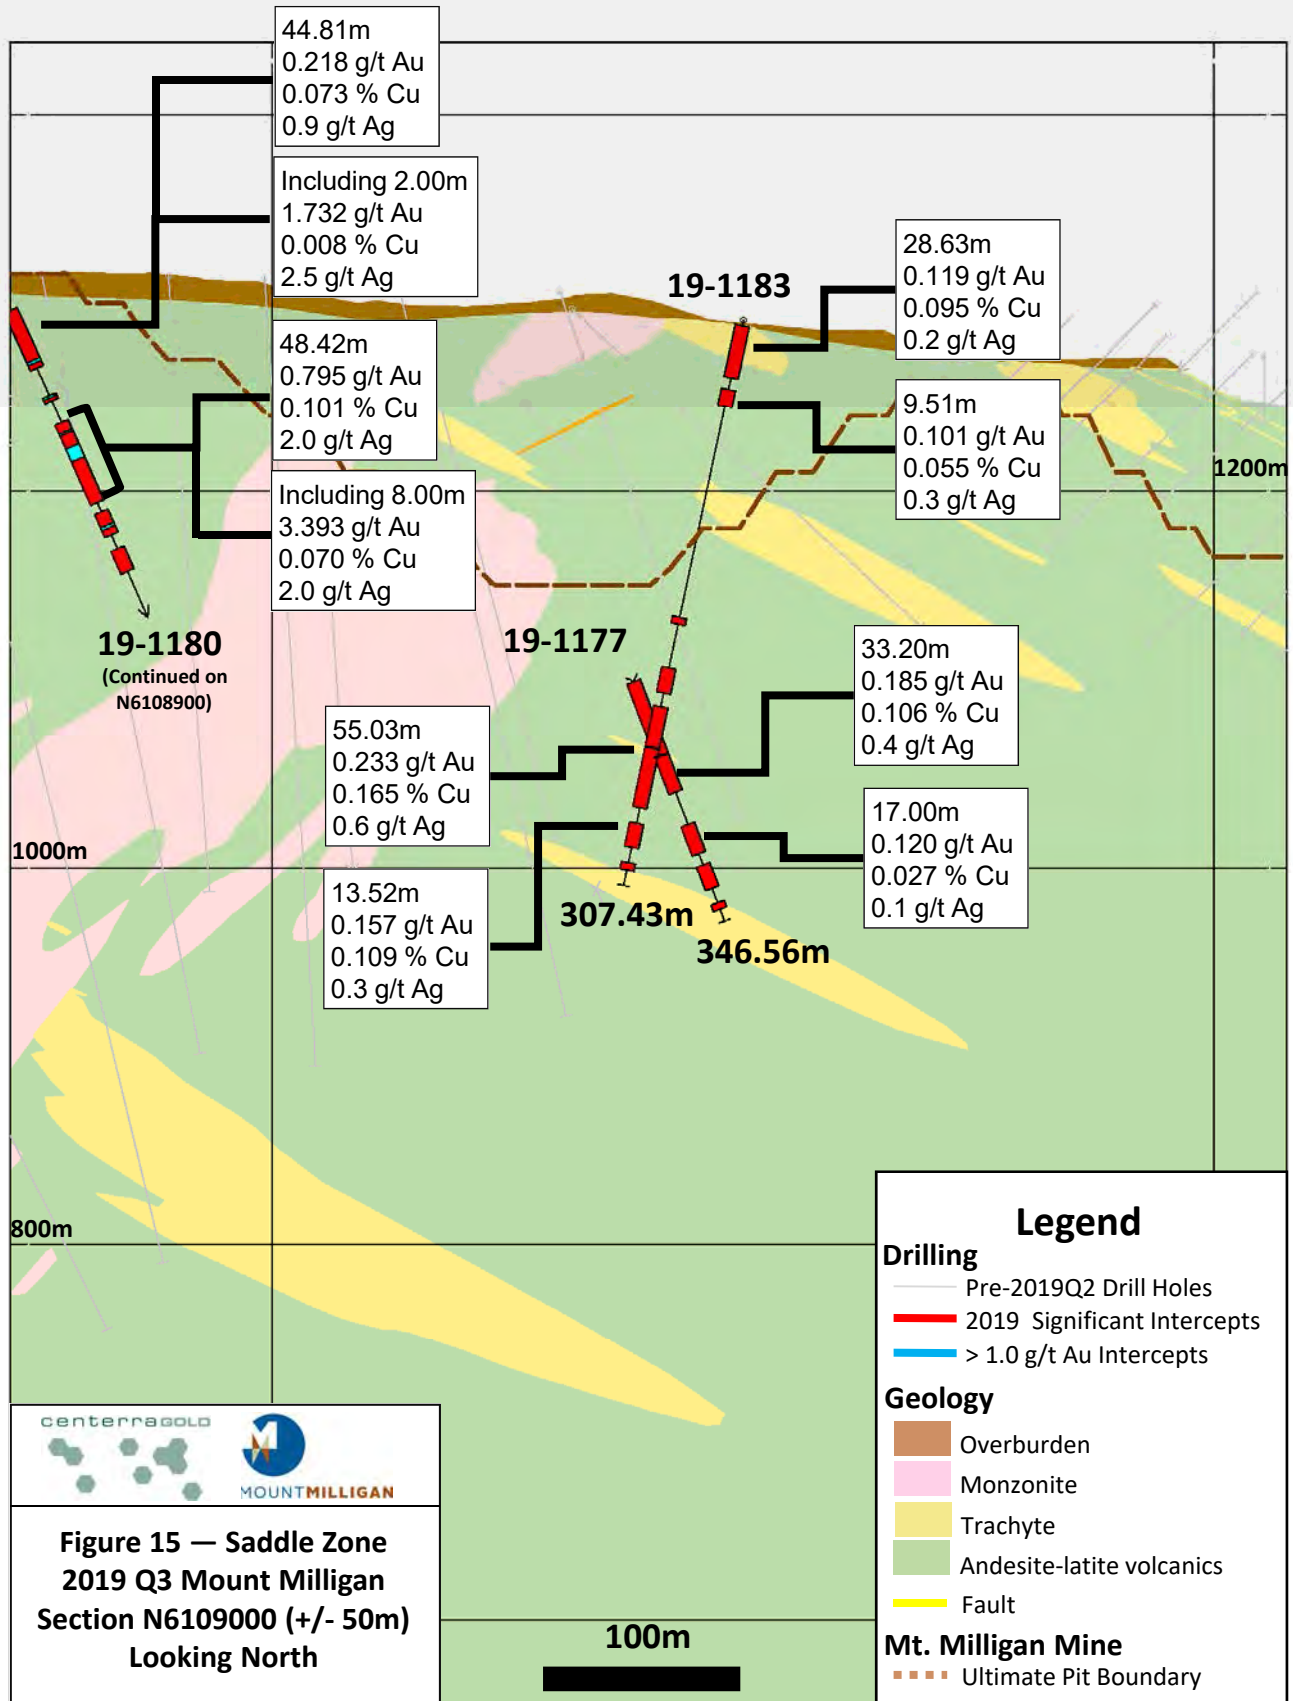 44.81m
0.218 g/t Au
0.073 % Cu
0.9 g/t Ag
Including 2.00m
1.732 g/t Au
0.008 % Cu
2.5 g/t Ag
48.42m
0.795 g/t Au
0.101 % Cu
2.0 g/t Ag
Including 8.00m
3.393 g/t Au
0.070 % Cu
2.0 g/t Ag
19-1183
28.63m
0.119 g/t Au
0.095 % Cu
0.2 g/t Ag
9.51m
0.101 g/t Au
0.055 % Cu
0.3 g/t Ag
1200m
19-1180
(Continued on
N6108900)
19-1177
33.20m
0.185 g/t Au
0.106 % Cu
0.4 g/t Ag
55.03m
0.233 g/t Au
0.165 % Cu
0.6 g/t Ag
17.00m
0.120 g/t Au
0.027 % Cu
0.1 g/t Ag
1000m
13.52m
0.157 g/t Au
0.109 % Cu
0.3 g/t Ag
307.43m
346.56m
800m
Legend
Drilling
Pre-2019Q2 Drill Holes
2019 Significant Intercepts
> 1.0 g/t Au Intercepts
Geology
Overburden
Monzonite
Trachyte
Andesite-latite volcanics
Fault
Mt. Milligan Mine
Ultimate Pit Boundary
centerraGOLD
MOUNTMILLIGAN
Figure 15 — Saddle Zone
2019 Q3 Mount Milligan
Section N6109000 (+/- 50m)
Looking North
100m